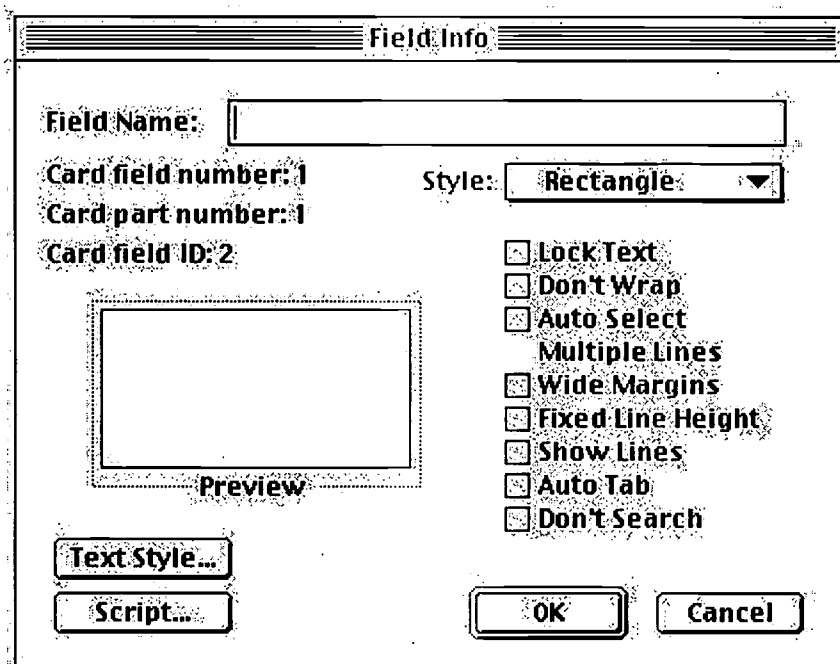 Field Info
Field Name:
Card field number: 1
Style: Rectangle
Card part number: 1
Card field ID: 2
Lock Text
Don't Wrap
Auto Select
Multiple Lines
Wide Margins
Fixed Line Height
Show Lines
Auto Tab
Don't Search
Preview
Text Style...
Script...
OK
Cancel